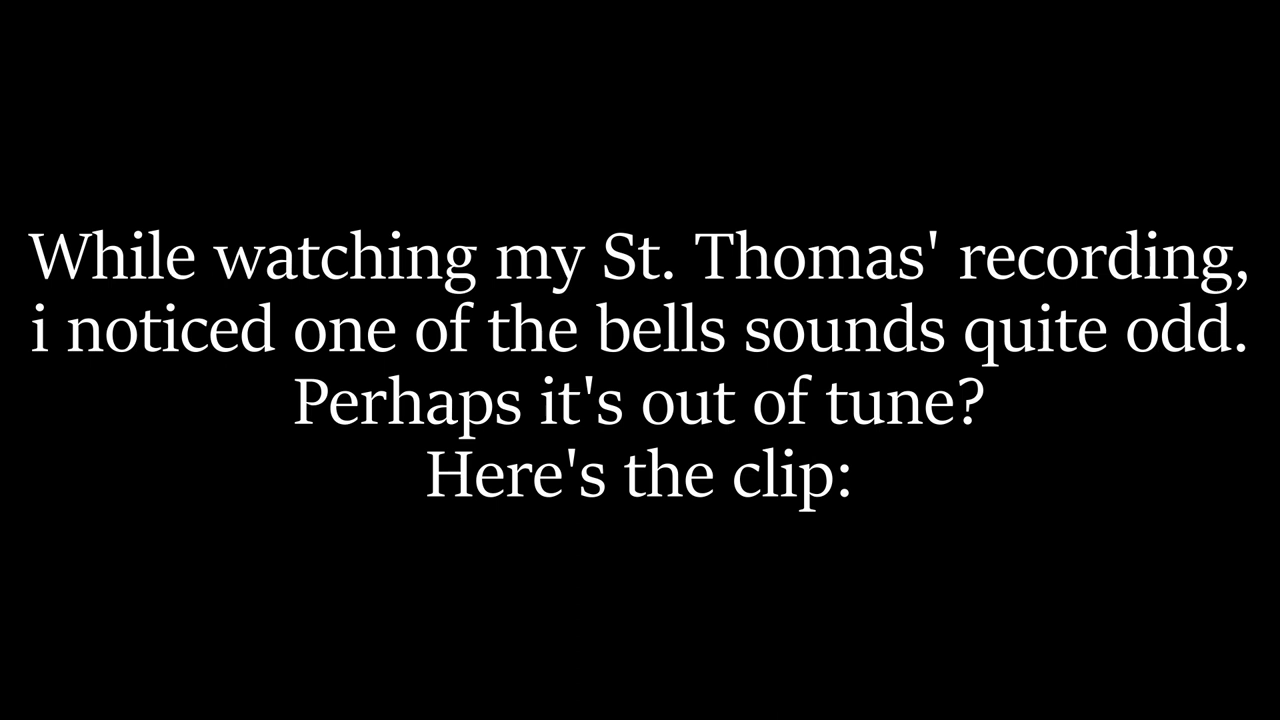 While watching my St. Thomas' recording,
i noticed one of the bells sounds quite odd.
Perhaps it's out of tune?
Here's the clip: